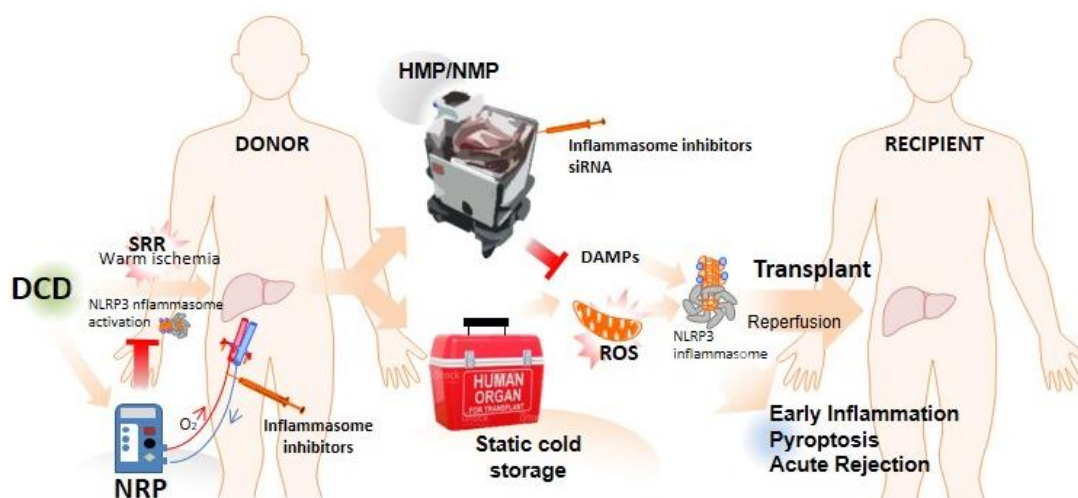 HMP/NMP
DONOR
Inflammasome inhibitors
siRNA
RECIPIENT
SRR
Warm ischemia
DAMPs
DCD
NLRP3 nflammasome
activation
Transplant
Reperfusion
ROS
NLRP3
inflammasome
HUMAN
ORGAN
FOR TRANSPLANT
O2
Inflammasome
inhibitors
NRP
Static cold
storage
Early Inflammation
Pyroptosis
Acute Rejection